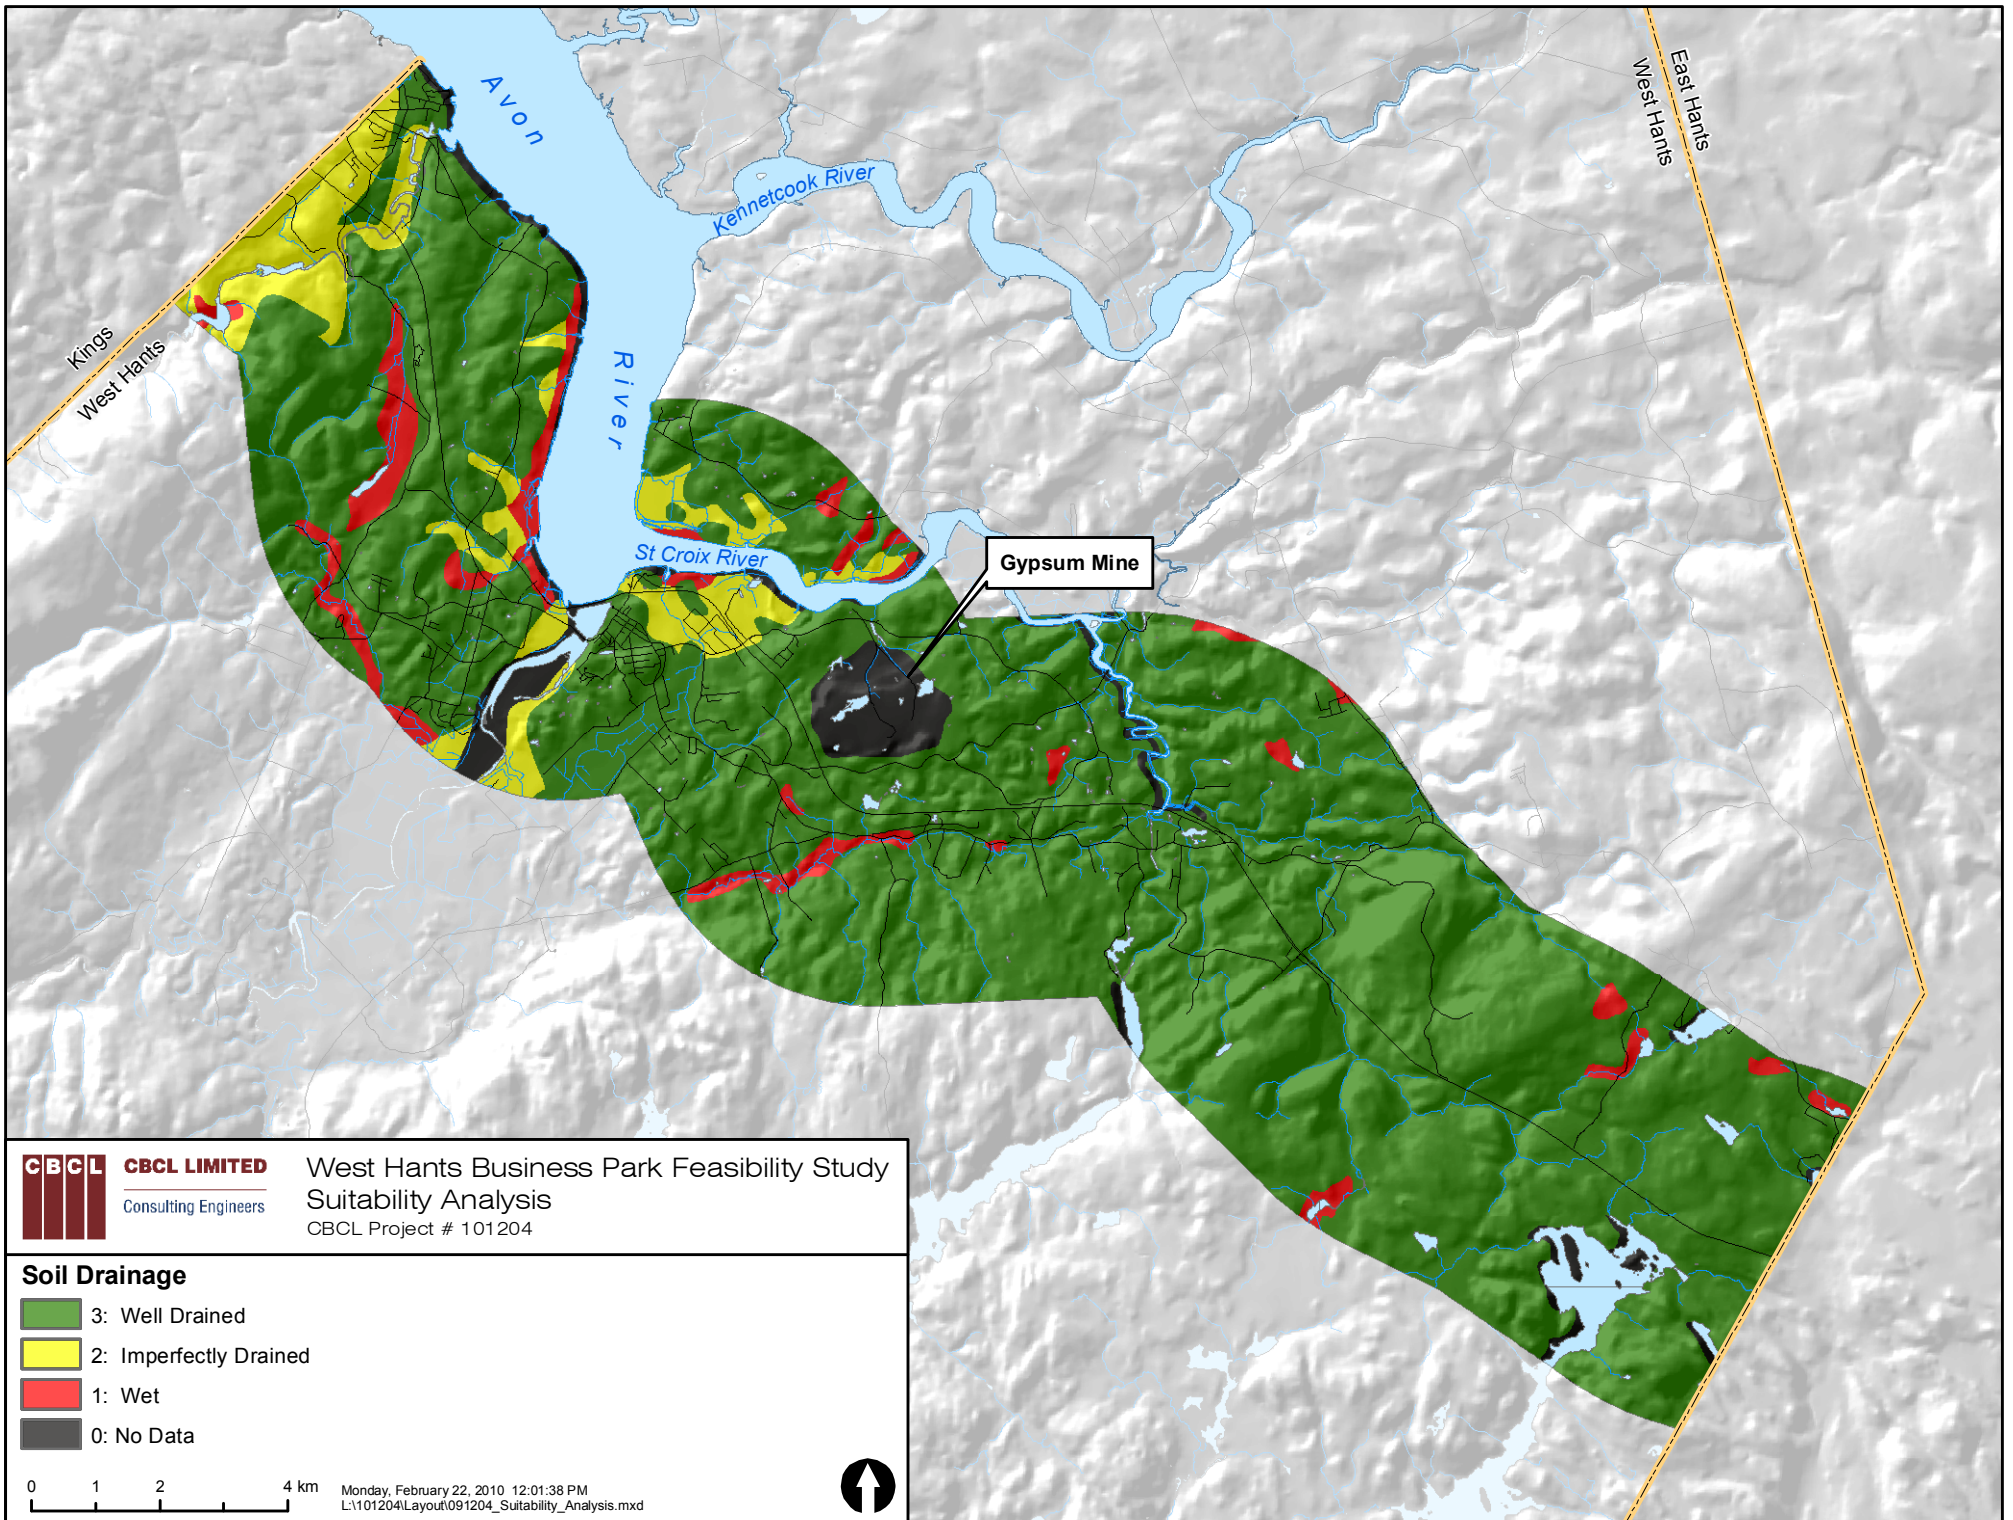 Avon
River
Kennetcook River
St Croix River
East Hants
West Hants
Kings
West Hants
Gypsum Mine
CBCL
CBCL LIMITED
Consulting Engineers
West Hants Business Park Feasibility Study
Suitability Analysis
CBCL Project # 101204
Soil Drainage
3: Well Drained
2: Imperfectly Drained
1: Wet
0: No Data
0 1 2 4 km
Monday, February 22, 2010 12:01:38 PM
L:\101204\Layout\091204_Suitability_Analysis.mxd